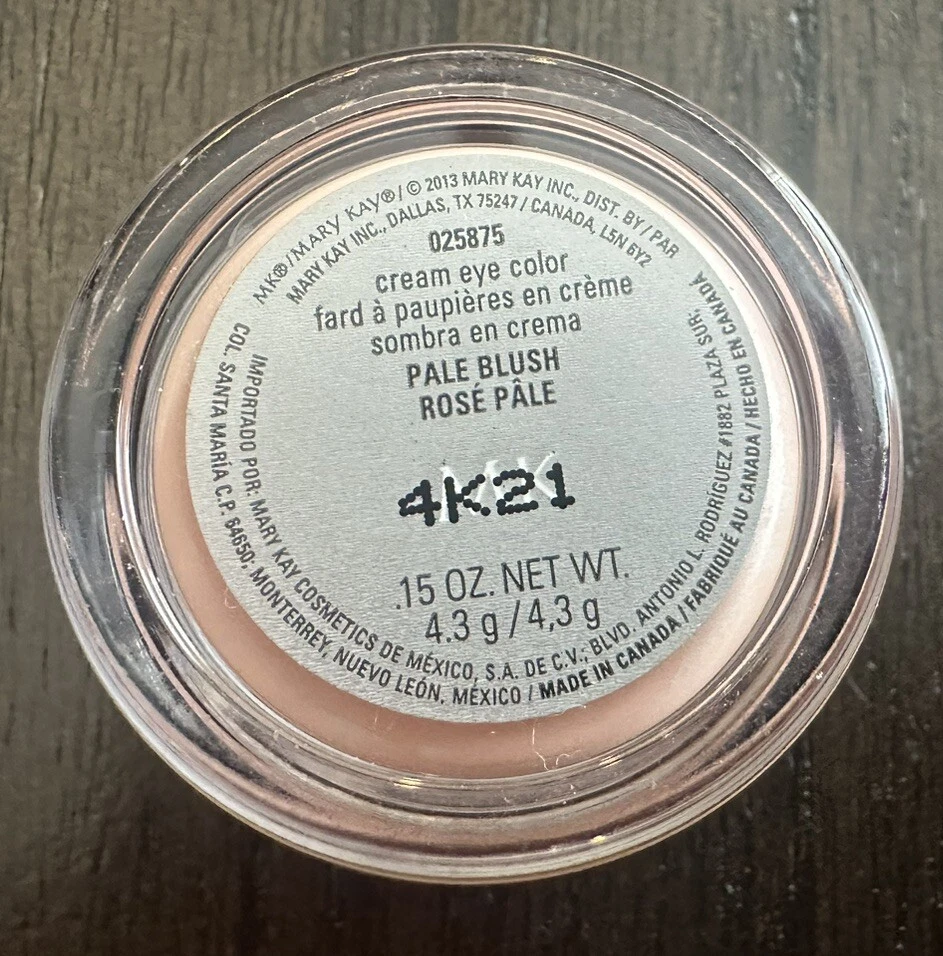 MK®/MARY KAY®/© 2013 MARY KAY INC., DIST. BY / PAR
MARY KAY INC., DALLAS, TX 75247 / CANADA, L5N 6Y2
025875
cream eye color
fard à paupières en crème
sombra en crema
PALE BLUSH
ROSÉ PÂLE
MK
4K21
.15 OZ. NET WT.
4.3 g / 4,3 g
IMPORTADO POR: MARY KAY COSMETICS DE MÉXICO, S.A. DE C.V.; BLVD. ANTONIO L. RODRÍGUEZ #1882 PLAZA SUR;
COL. SANTA MARÍA C.P. 64650; MONTERREY, NUEVO LEÓN, MÉXICO / MADE IN CANADA / FABRIQUÉ AU CANADA / HECHO EN CANADÁ